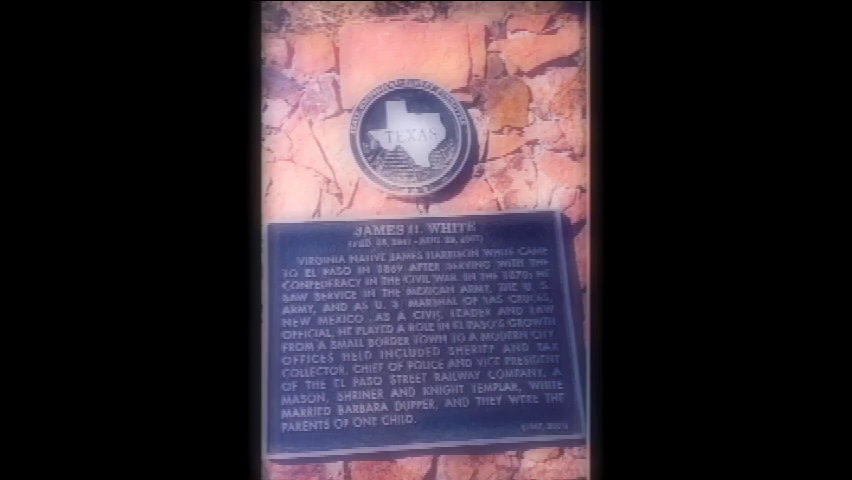 TEXAS
JAMES H. WHITE
VIRGINIA NATIVE JAMES HARRISON WHITE CAME
TO EL PASO IN 1869 AFTER SERVING WITH THE
CONFEDERACY IN THE CIVIL WAR. IN THE 1870s HE
SAW SERVICE IN THE MEXICAN ARMY, THE U. S.
ARMY, AND AS U. S. MARSHAL OF LAS CRUCES,
NEW MEXICO. AS A CIVIC LEADER AND LAW
OFFICIAL, HE PLAYED A ROLE IN EL PASO'S GROWTH
FROM A SMALL BORDER TOWN TO A MODERN CITY.
OFFICES HELD INCLUDED SHERIFF AND TAX
COLLECTOR, CHIEF OF POLICE AND VICE PRESIDENT
OF THE EL PASO STREET RAILWAY COMPANY. A
MASON, SHRINER AND KNIGHT TEMPLAR, WHITE
MARRIED BARBARA DUPPER, AND THEY WERE THE
PARENTS OF ONE CHILD.